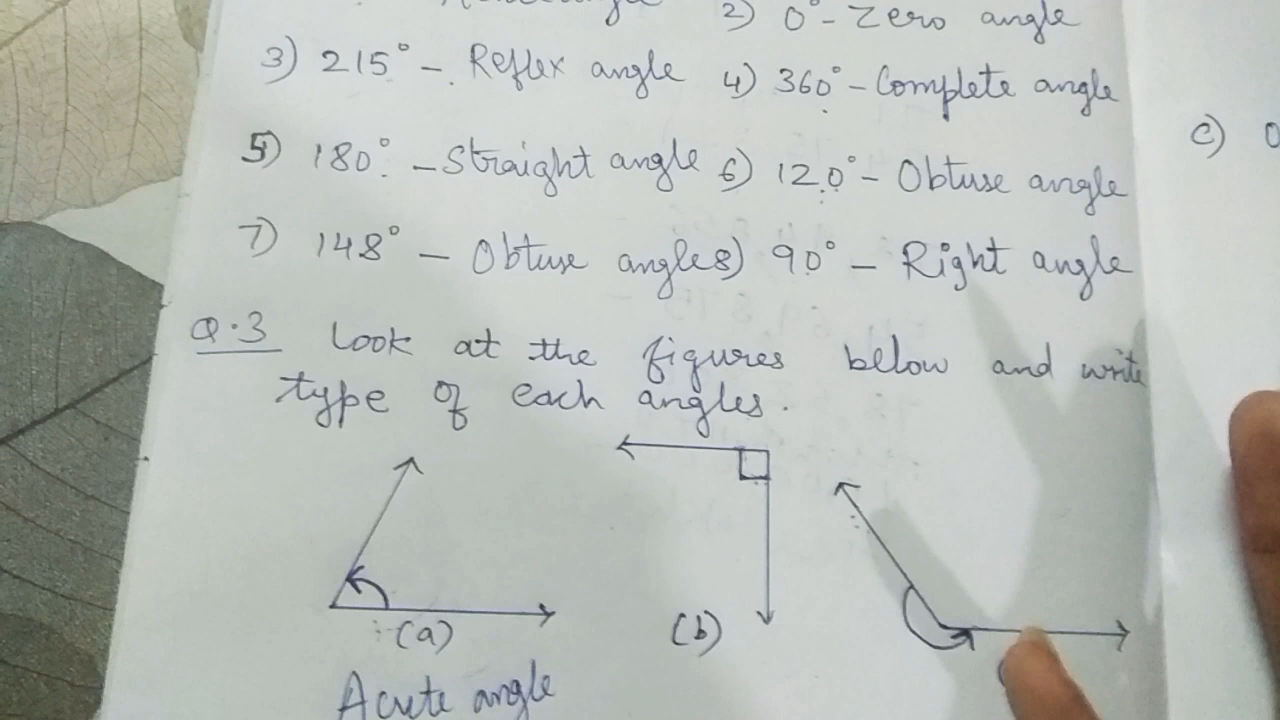 2) 0° - Zero angle
3) 215° - Reflex angle 4) 360° - Complete angle
5) 180° - Straight angle 6) 120° - Obtuse angle
7) 148° - Obtuse angle 8) 90° - Right angle
Q.3 Look at the figures below and write
type of each angles.
(a) (b)
Acute angle
c)